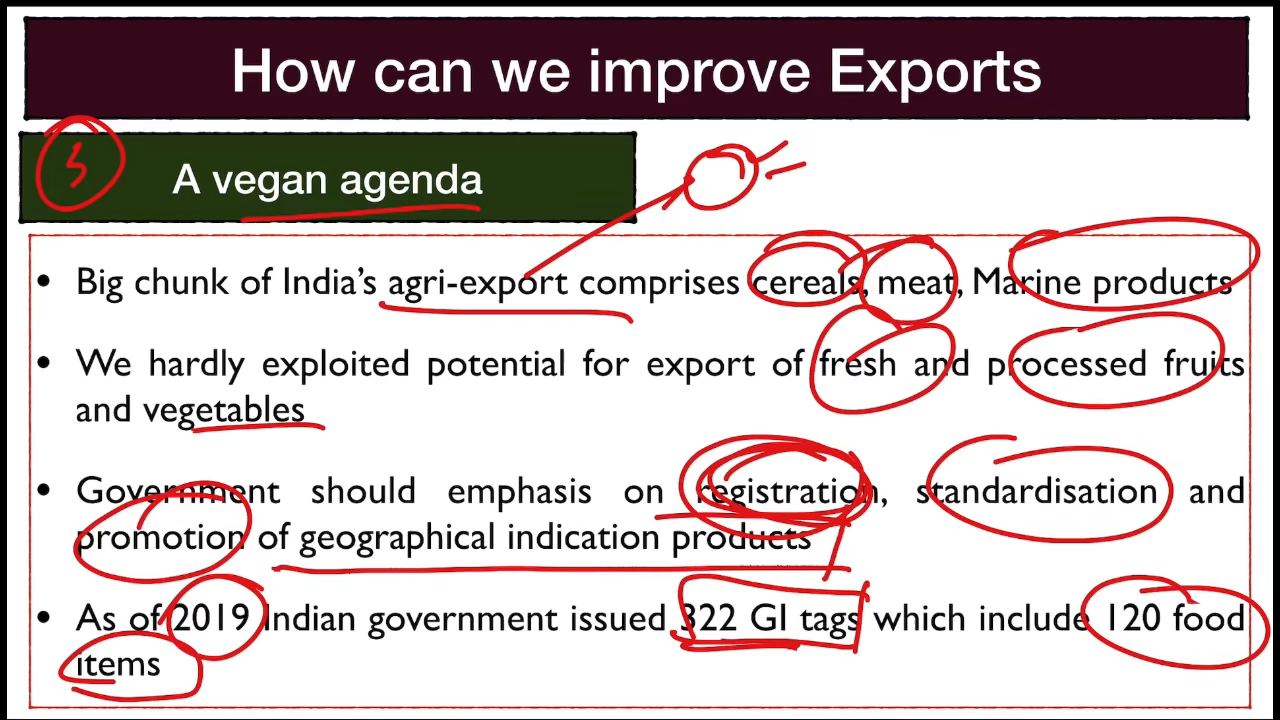 How can we improve Exports
3
A vegan agenda
• Big chunk of India's agri-export comprises cereals, meat, Marine products
• We hardly exploited potential for export of fresh and processed fruits
and vegetables
• Government should emphasis on registration, standardisation and
promotion of geographical indication products
• As of 2019 Indian government issued 322 GI tags which include 120 food
items